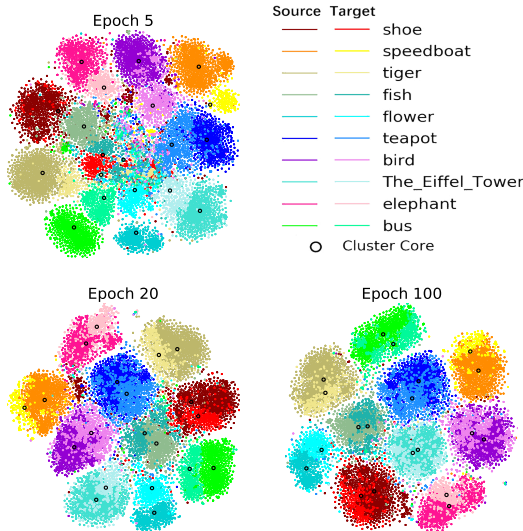 Epoch 5
Source Target
shoe
speedboat
tiger
fish
flower
teapot
bird
The_Eiffel_Tower
elephant
bus
Cluster Core
Epoch 20
Epoch 100